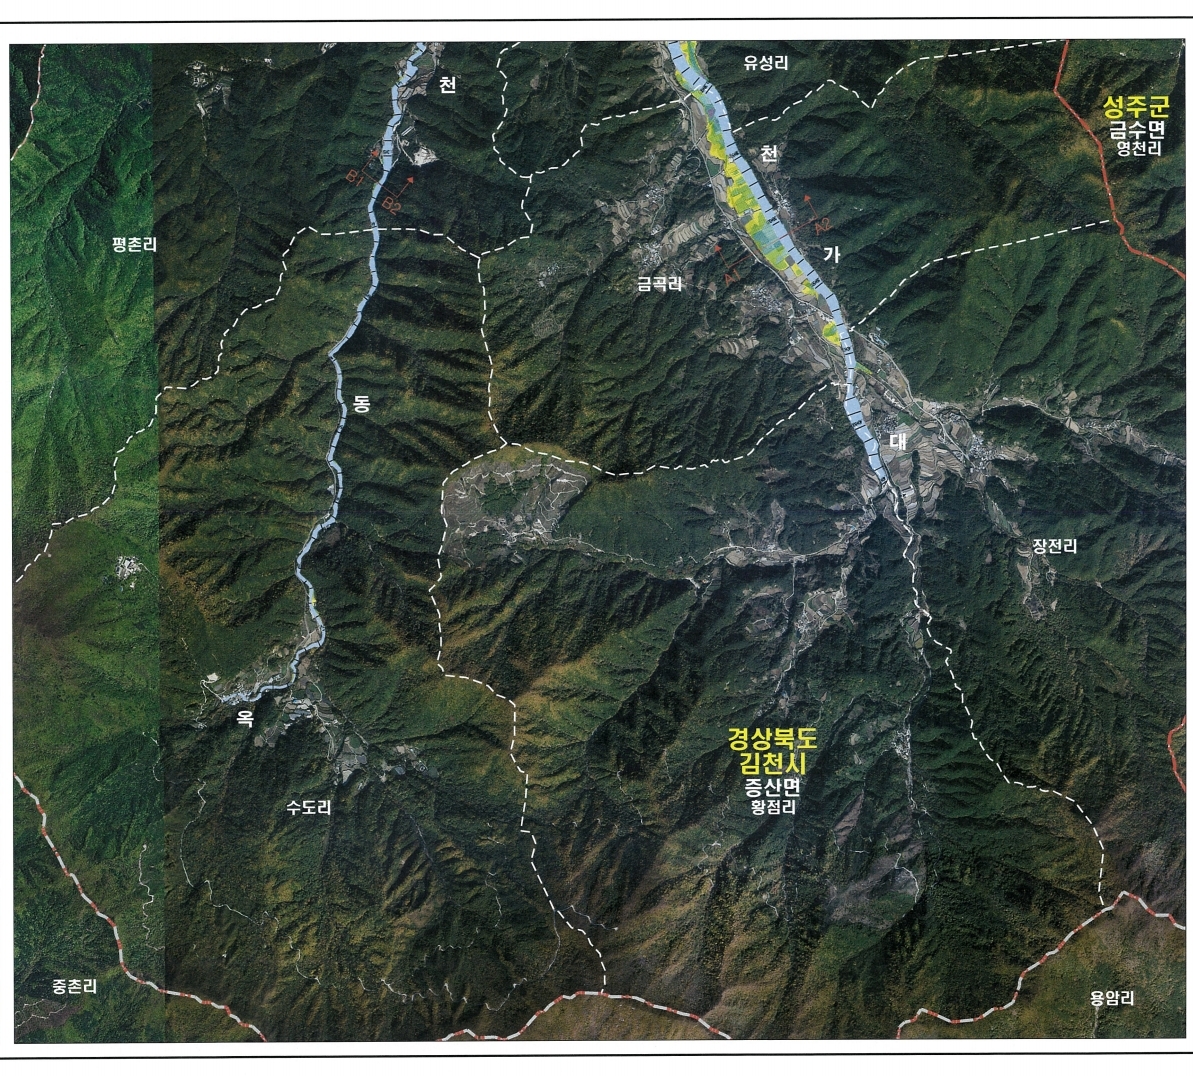 천
유성리
성주군
금수면
영천리
천
B1
B2
A2
평촌리
가
금곡리
A1
동
대
장전리
옥
경상북도
김천시
증산면
황점리
수도리
중촌리
용암리